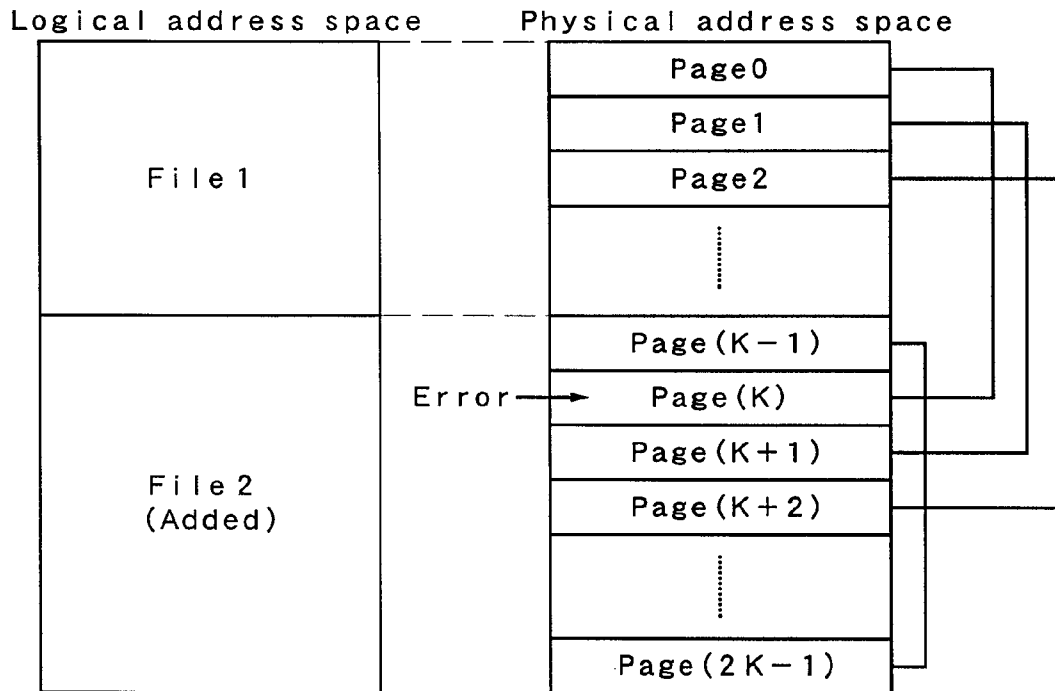 Logical address space
Physical address space
File1
File2
(Added)
Error
Page0
Page1
Page2
Page(K−1)
Page(K)
Page(K+1)
Page(K+2)
Page(2K−1)